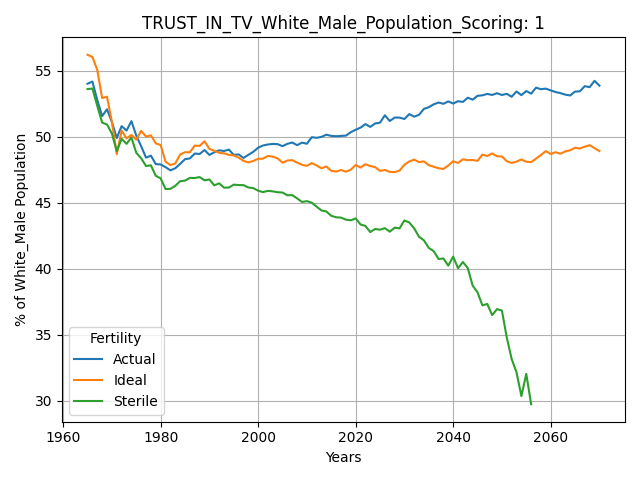 TRUST_IN_TV_White_Male_Population_Scoring: 1
% of White_Male Population
55
50
45
40
35
30
Fertility
Actual
Ideal
Sterile
1960 1980 2000 2020 2040 2060
Years